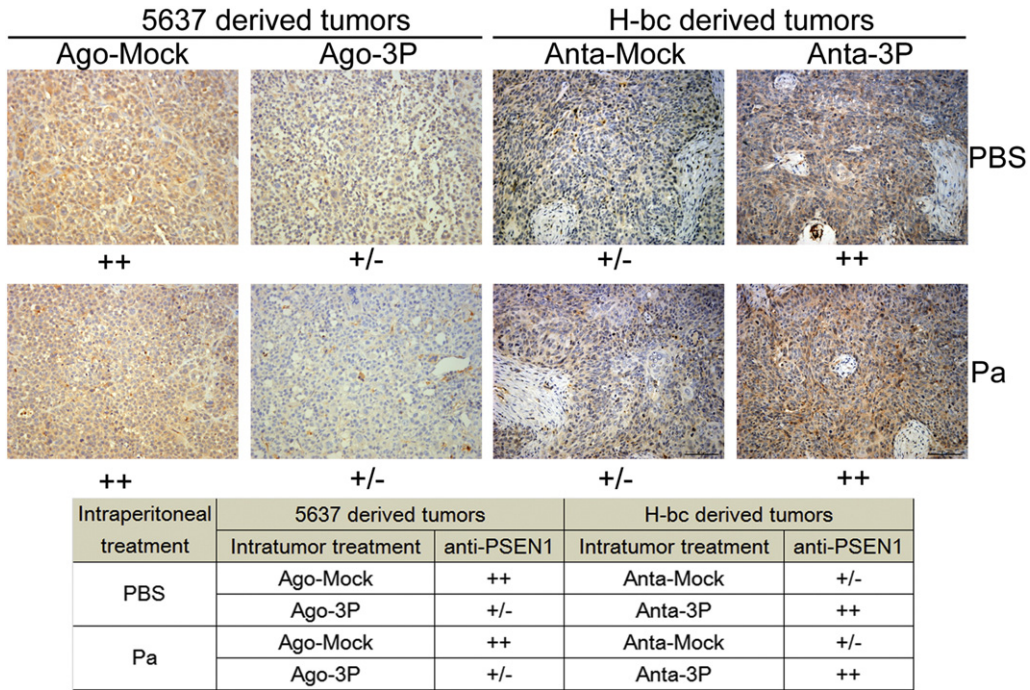 5637 derived tumors H-bc derived tumors
Ago-Mock Ago-3P Anta-Mock Anta-3P
PBS
++ +/- +/- ++
Pa
++ +/- +/- ++
Intraperitoneal treatment 5637 derived tumors H-bc derived tumors
Intratumor treatment anti-PSEN1 Intratumor treatment anti-PSEN1
PBS Ago-Mock ++ Anta-Mock +/-
Ago-3P +/- Anta-3P ++
Pa Ago-Mock ++ Anta-Mock +/-
Ago-3P +/- Anta-3P ++